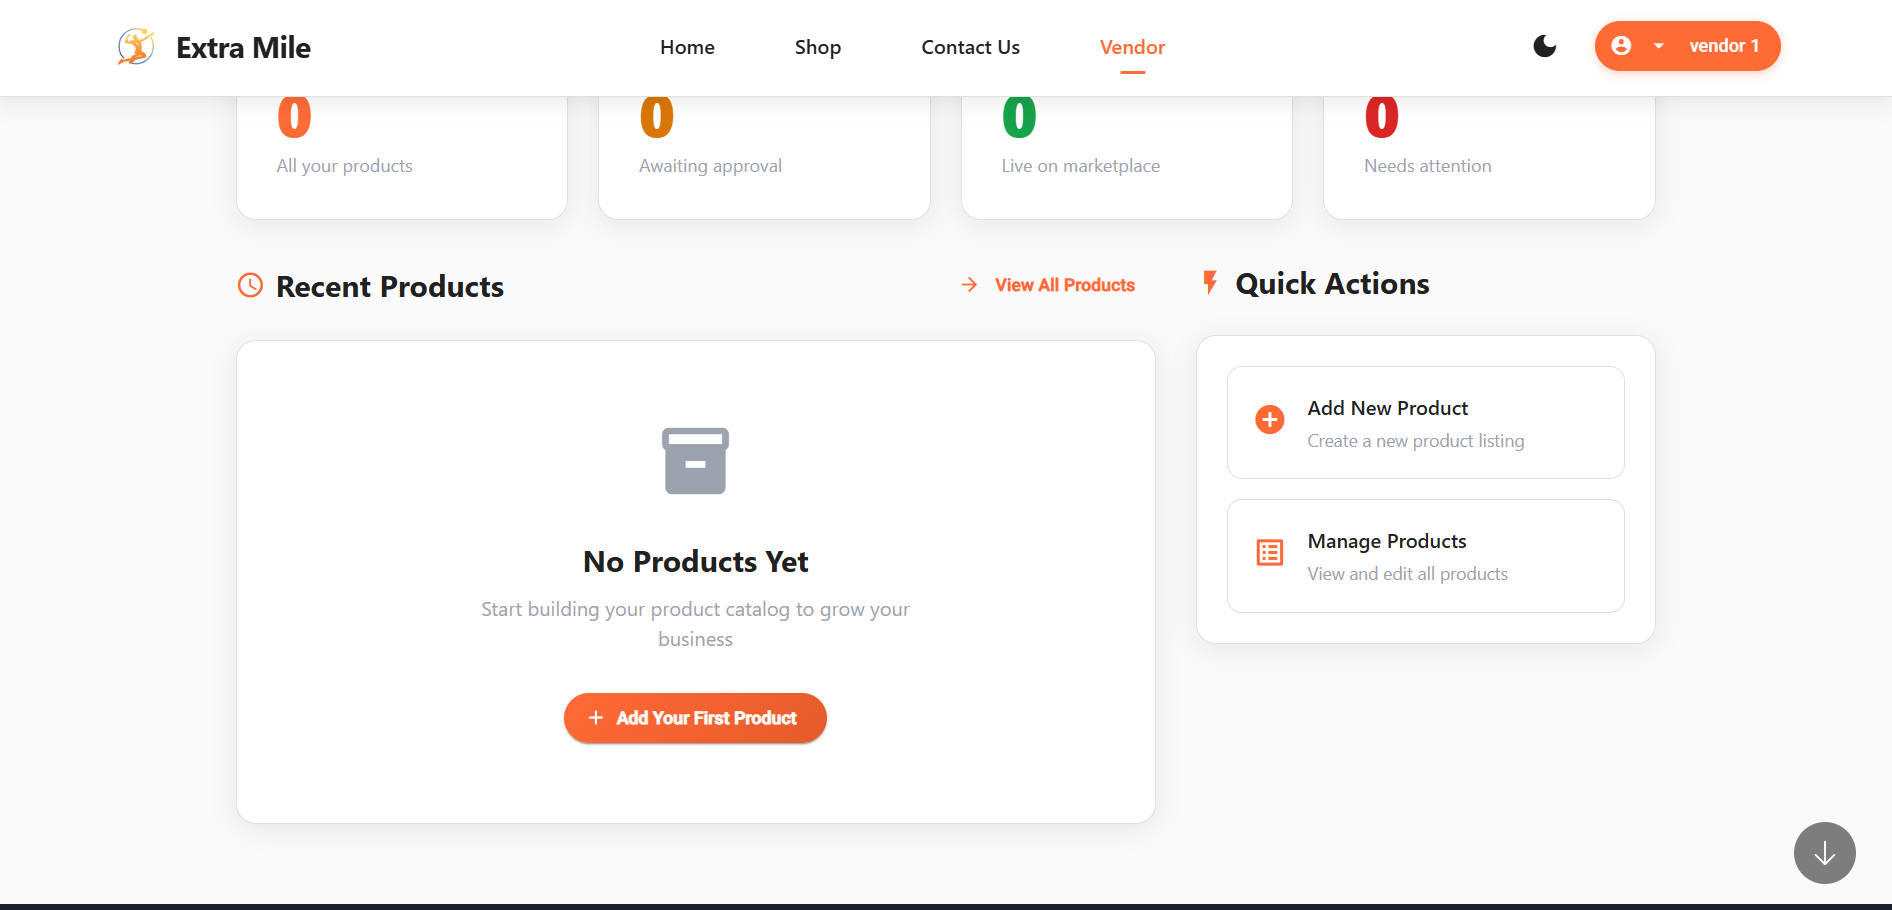 Extra Mile
Home
Shop
Contact Us
Vendor
vendor 1
0
All your products
0
Awaiting approval
0
Live on marketplace
0
Needs attention
Recent Products
View All Products
Quick Actions
No Products Yet
Start building your product catalog to grow your
business
Add Your First Product
Add New Product
Create a new product listing
Manage Products
View and edit all products